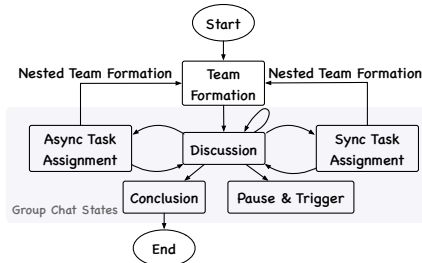 Start
Nested Team Formation
Team
Formation
Nested Team Formation
Async Task
Assignment
Discussion
Sync Task
Assignment
Conclusion
Pause & Trigger
Group Chat States
End